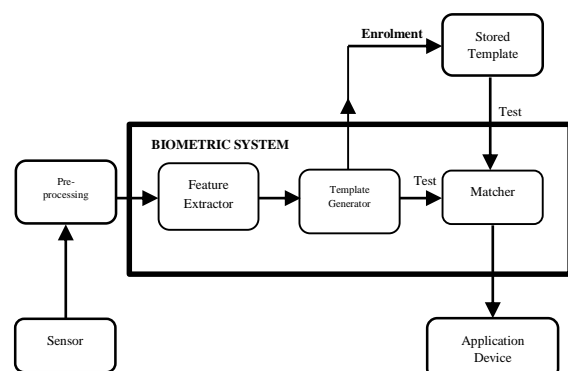 Enrolment
Stored
Template
Test
BIOMETRIC SYSTEM
Pre-
processing
Feature
Extractor
Template
Generator
Test
Matcher
Sensor
Application
Device